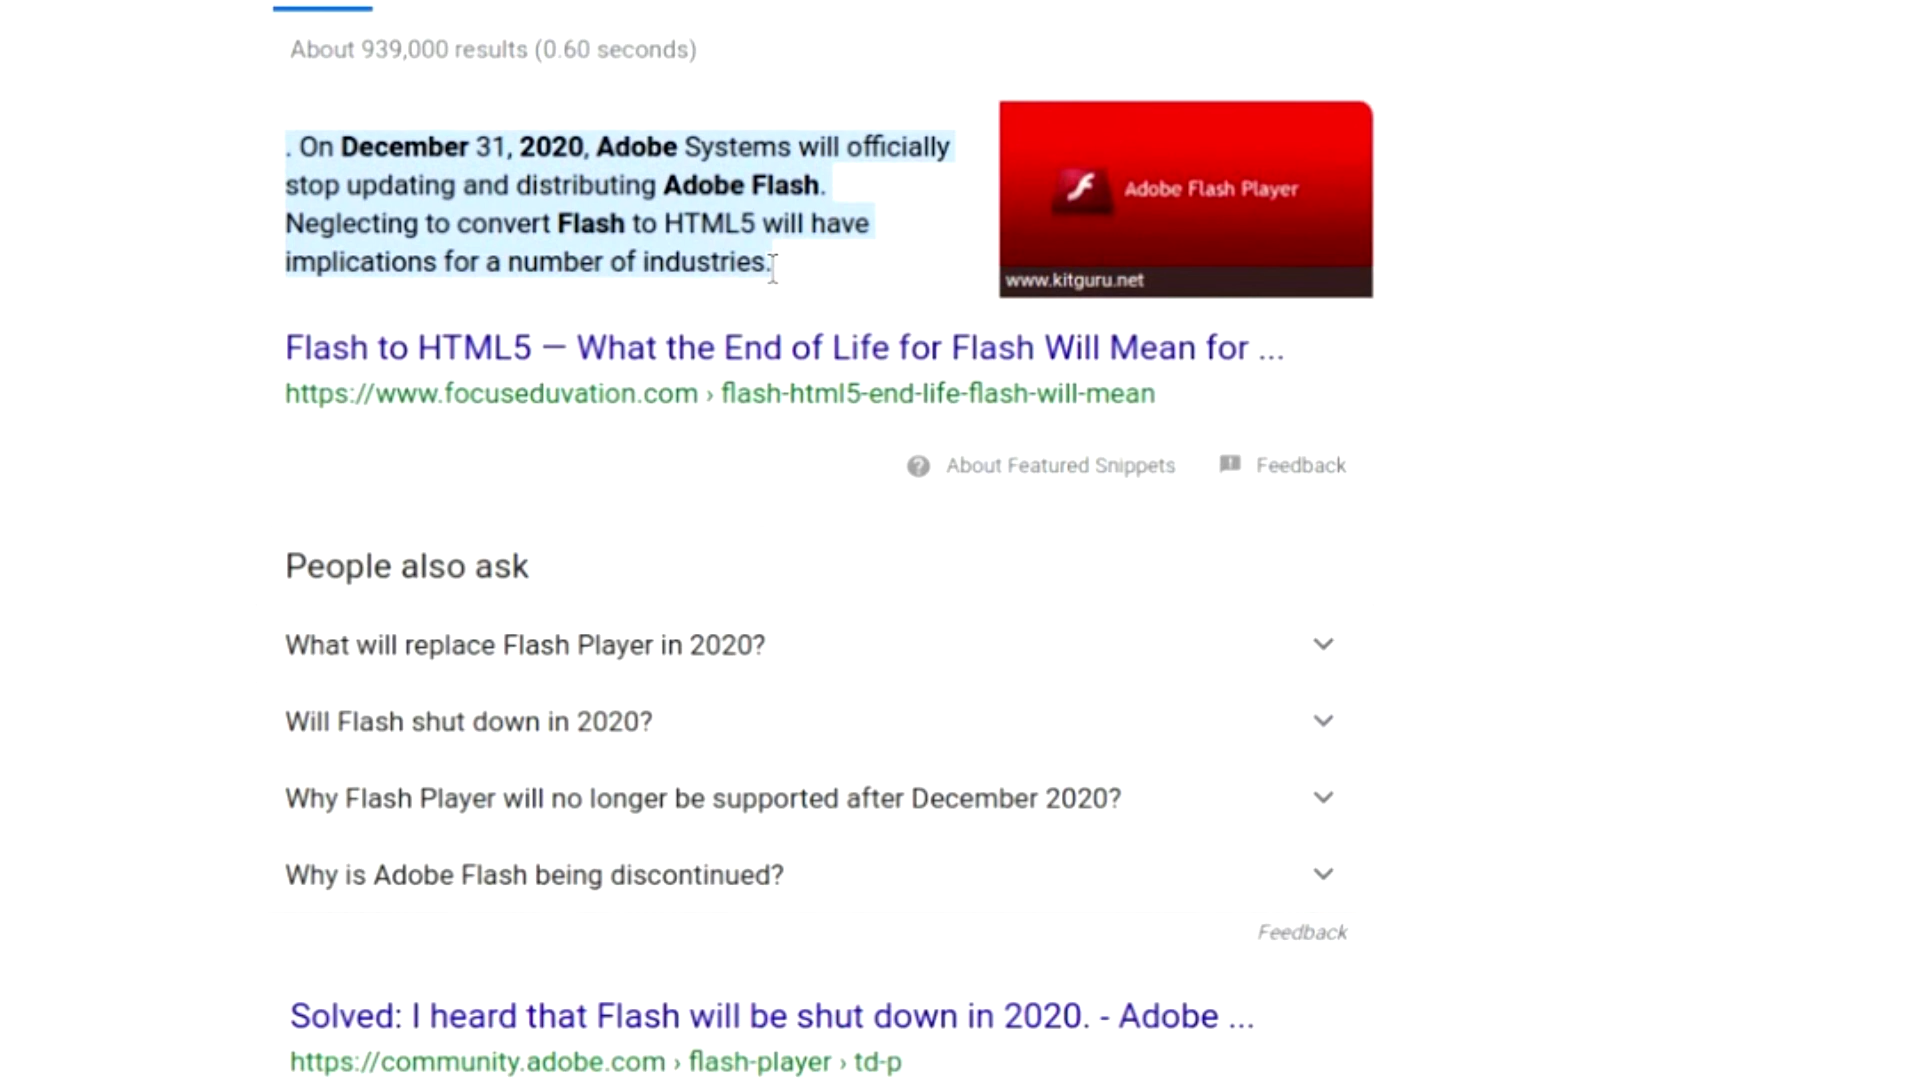 About 939,000 results (0.60 seconds)
. On December 31, 2020, Adobe Systems will officially
stop updating and distributing Adobe Flash.
Neglecting to convert Flash to HTML5 will have
implications for a number of industries.
Adobe Flash Player
www.kitguru.net
Flash to HTML5 — What the End of Life for Flash Will Mean for ...
https://www.focuseduvation.com › flash-html5-end-life-flash-will-mean
About Featured Snippets
Feedback
People also ask
What will replace Flash Player in 2020?
Will Flash shut down in 2020?
Why Flash Player will no longer be supported after December 2020?
Why is Adobe Flash being discontinued?
Feedback
Solved: I heard that Flash will be shut down in 2020. - Adobe ...
https://community.adobe.com › flash-player › td-p